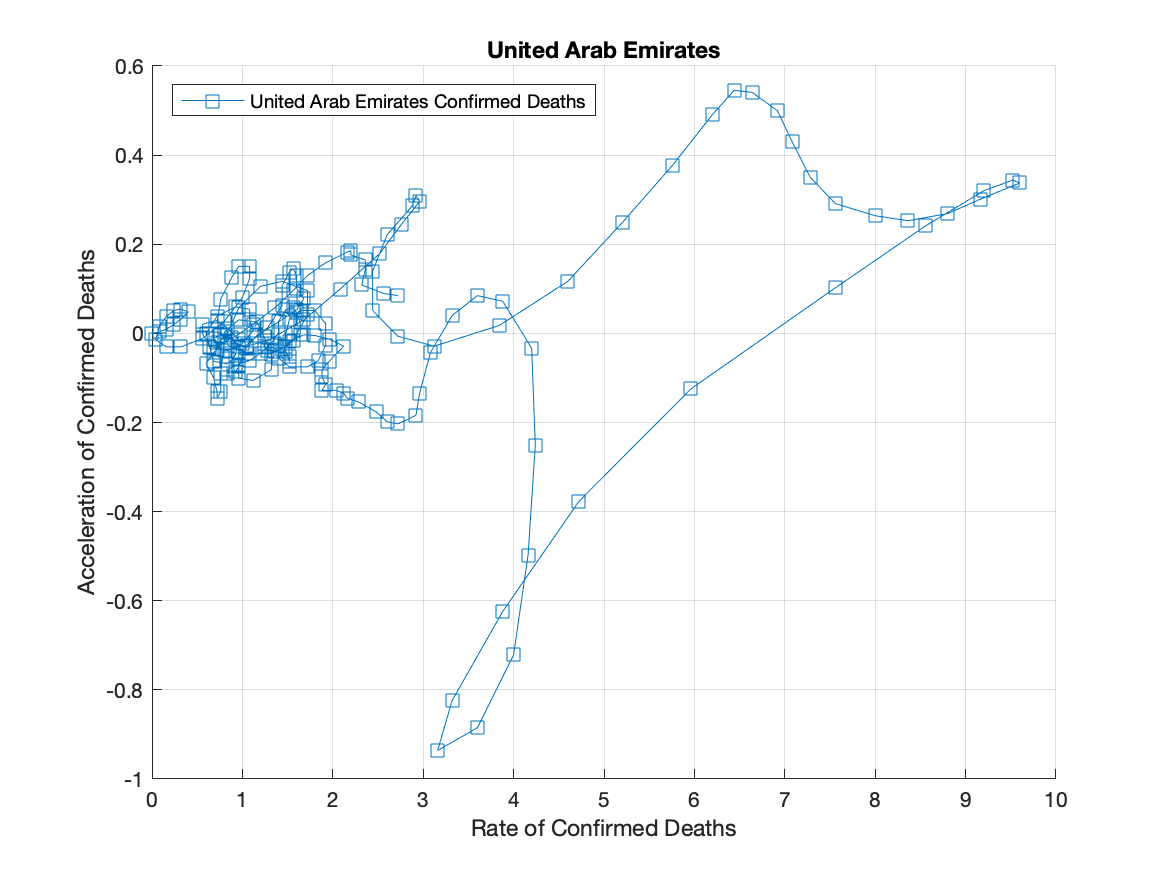 United Arab Emirates
United Arab Emirates Confirmed Deaths
Acceleration of Confirmed Deaths
0.6
0.4
0.2
0
-0.2
-0.4
-0.6
-0.8
-1
0 1 2 3 4 5 6 7 8 9 10
Rate of Confirmed Deaths